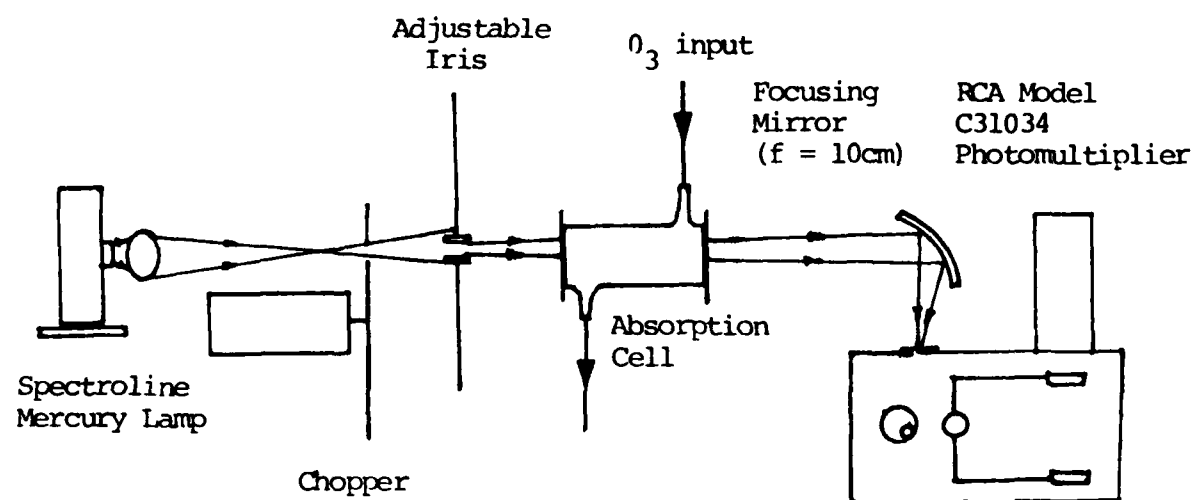 Adjustable
Iris
O3 input
Focusing
Mirror
(f = 10cm)
RCA Model
C31034
Photomultiplier
Absorption
Cell
Spectroline
Mercury Lamp
Chopper